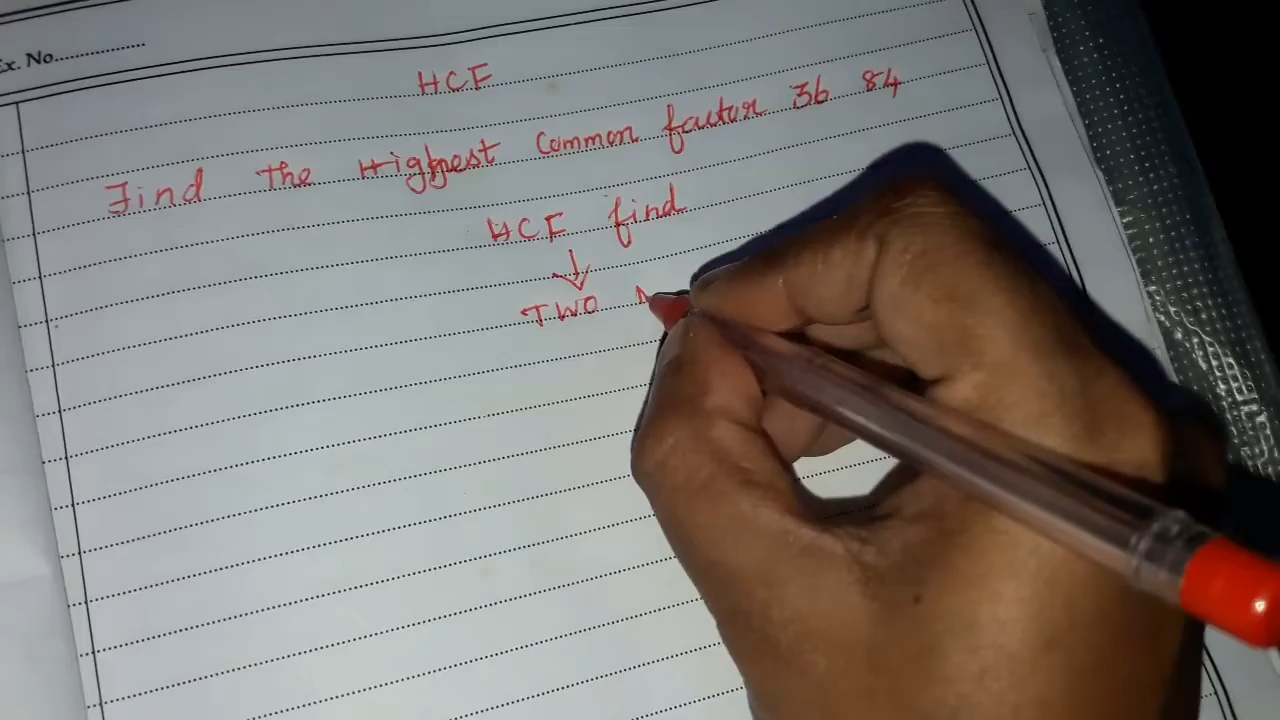 Ex. No................
HCF
Find the Highest Common factor 36 84
HCF find
↓
TWO N